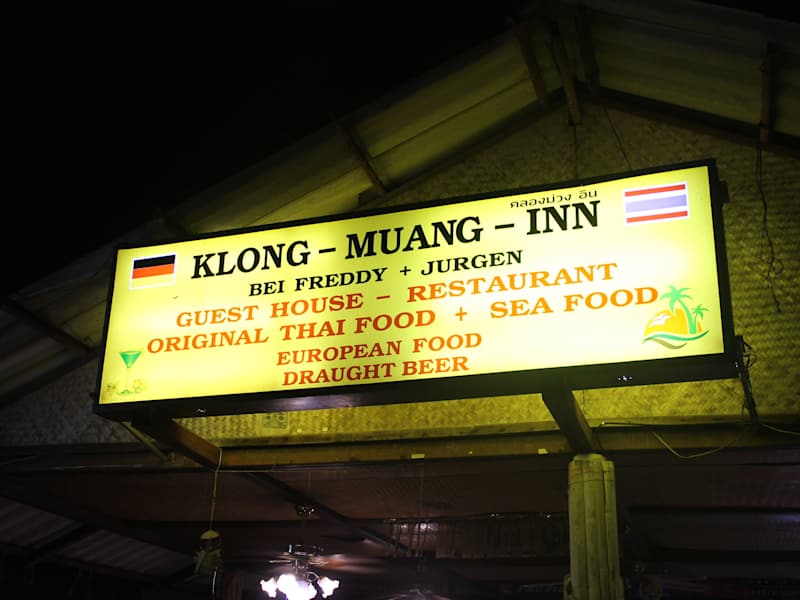 คลองม่วง อิน
KLONG – MUANG – INN
BEI FREDDY + JURGEN
GUEST HOUSE – RESTAURANT
ORIGINAL THAI FOOD + SEA FOOD
EUROPEAN FOOD
DRAUGHT BEER